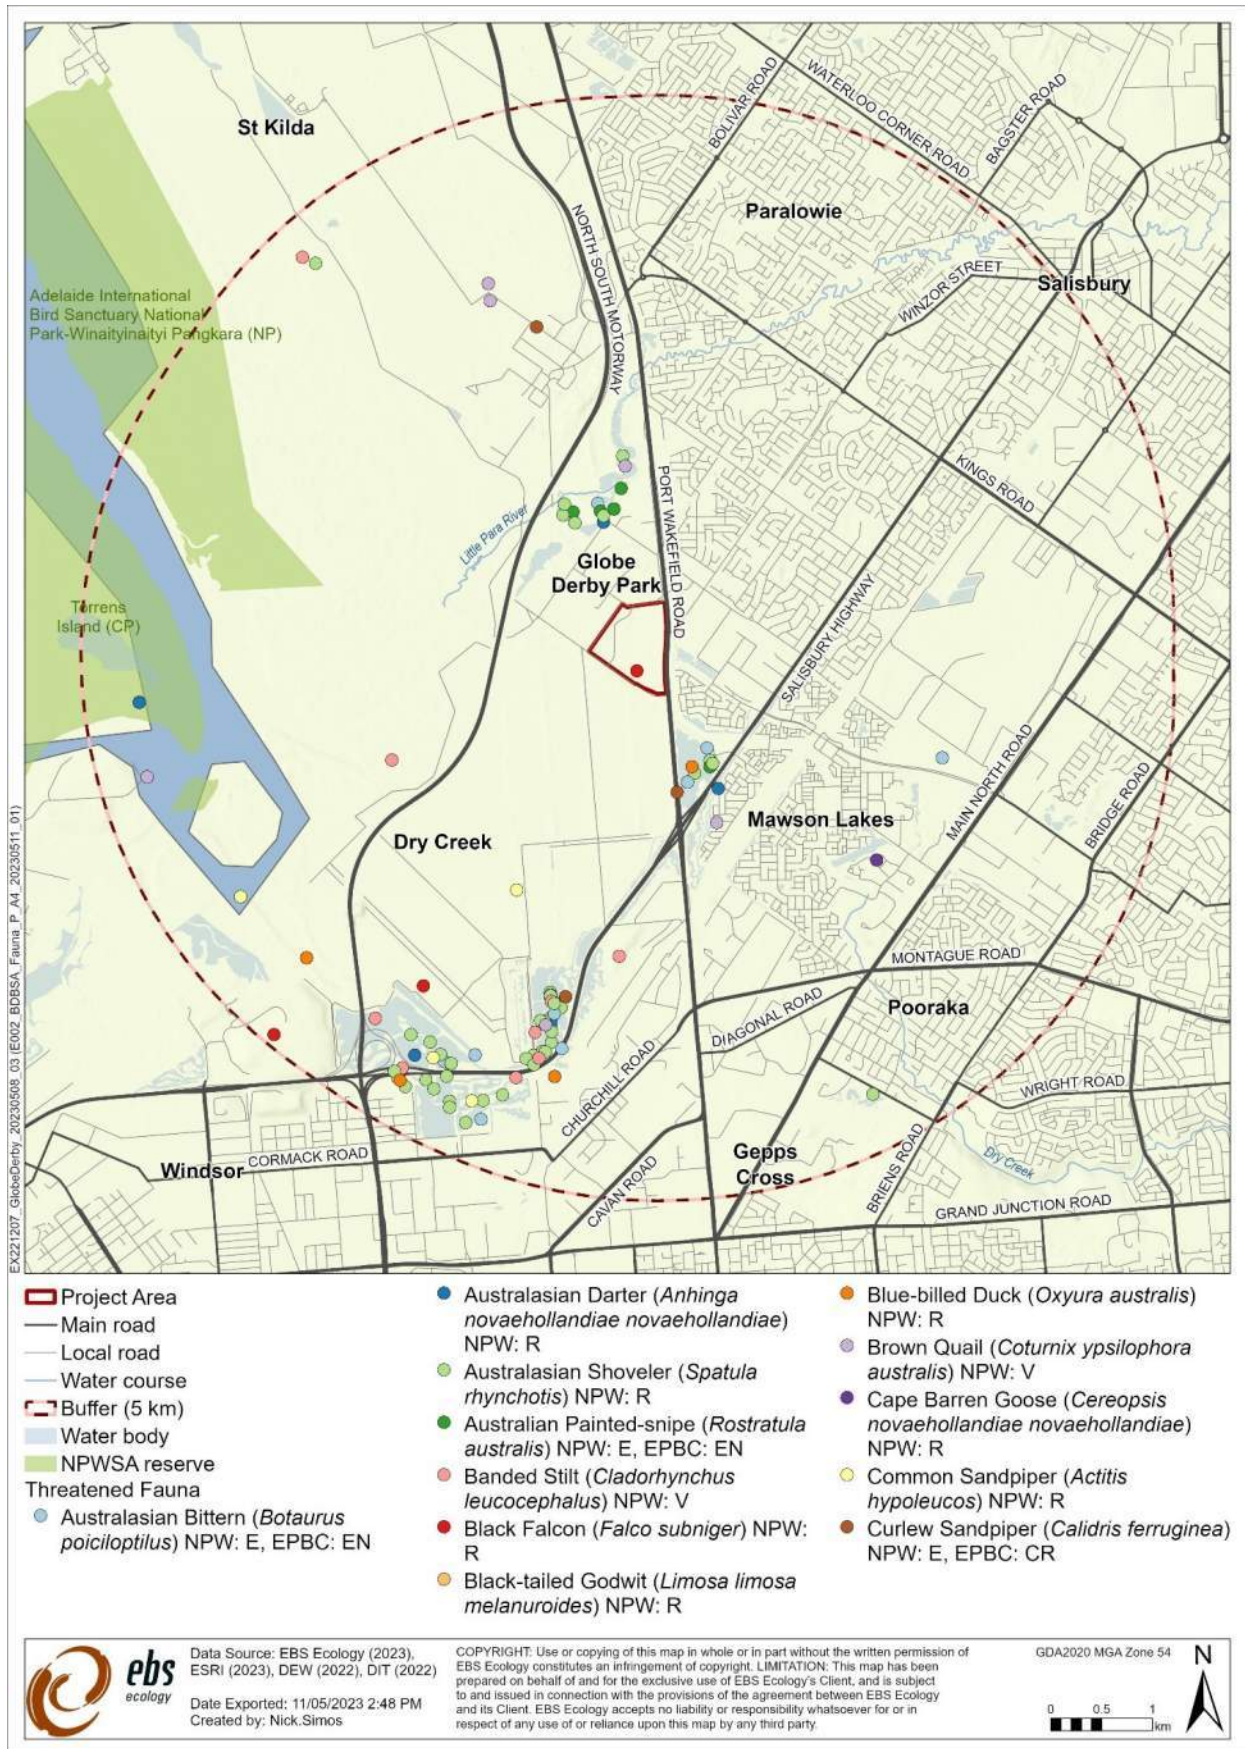 St Kilda
BOLIVAR ROAD
WATERLOO CORNER ROAD
BAGSTER ROAD
Paralowie
NORTH SOUTH MOTORWAY
WINZOR STREET
Salisbury
Adelaide International
Bird Sanctuary National
Park-Winaityinaityi Pangkara (NP)
KINGS ROAD
PORT WAKEFIELD ROAD
Little Para River
Globe
Derby Park
SALISBURY HIGHWAY
Torrens
Island (CP)
MAIN NORTH ROAD
BRIDGE ROAD
Mawson Lakes
Dry Creek
MONTAGUE ROAD
DIAGONAL ROAD
Pooraka
CHURCHILL ROAD
WRIGHT ROAD
Windsor
CORMACK ROAD
CAVAN ROAD
Gepps
Cross
BRIENS ROAD
Dry Creek
GRAND JUNCTION ROAD
EX221207_GlobeDerby_20230508_03 (E002_BDBSA_Fauna_P_A4_20230511_01)
Project Area
Main road
Local road
Water course
Buffer (5 km)
Water body
NPWSA reserve
Threatened Fauna
Australasian Bittern (Botaurus
poiciloptilus) NPW: E, EPBC: EN
Australasian Darter (Anhinga
novaehollandiae novaehollandiae)
NPW: R
Australasian Shoveler (Spatula
rhynchotis) NPW: R
Australian Painted-snipe (Rostratula
australis) NPW: E, EPBC: EN
Banded Stilt (Cladorhynchus
leucocephalus) NPW: V
Black Falcon (Falco subniger) NPW:
R
Black-tailed Godwit (Limosa limosa
melanuroides) NPW: R
Blue-billed Duck (Oxyura australis)
NPW: R
Brown Quail (Coturnix ypsilophora
australis) NPW: V
Cape Barren Goose (Cereopsis
novaehollandiae novaehollandiae)
NPW: R
Common Sandpiper (Actitis
hypoleucos) NPW: R
Curlew Sandpiper (Calidris ferruginea)
NPW: E, EPBC: CR
ebs
ecology
Data Source: EBS Ecology (2023),
ESRI (2023), DEW (2022), DIT (2022)
Date Exported: 11/05/2023 2:48 PM
Created by: Nick.Simos
COPYRIGHT: Use or copying of this map in whole or in part without the written permission of
EBS Ecology constitutes an infringement of copyright. LIMITATION: This map has been
prepared on behalf of and for the exclusive use of EBS Ecology's Client, and is subject
to and issued in connection with the provisions of the agreement between EBS Ecology
and its Client. EBS Ecology accepts no liability or responsibility whatsoever for or in
respect of any use of or reliance upon this map by any third party.
GDA2020 MGA Zone 54
N
0 0.5 1
km